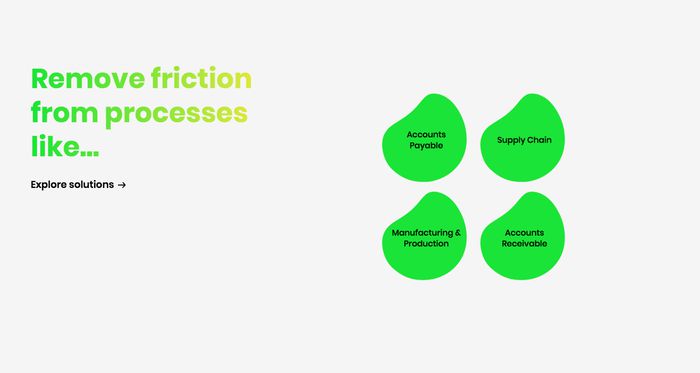 Remove friction
from processes
like...
Explore solutions →
Accounts
Payable
Supply Chain
Manufacturing &
Production
Accounts
Receivable